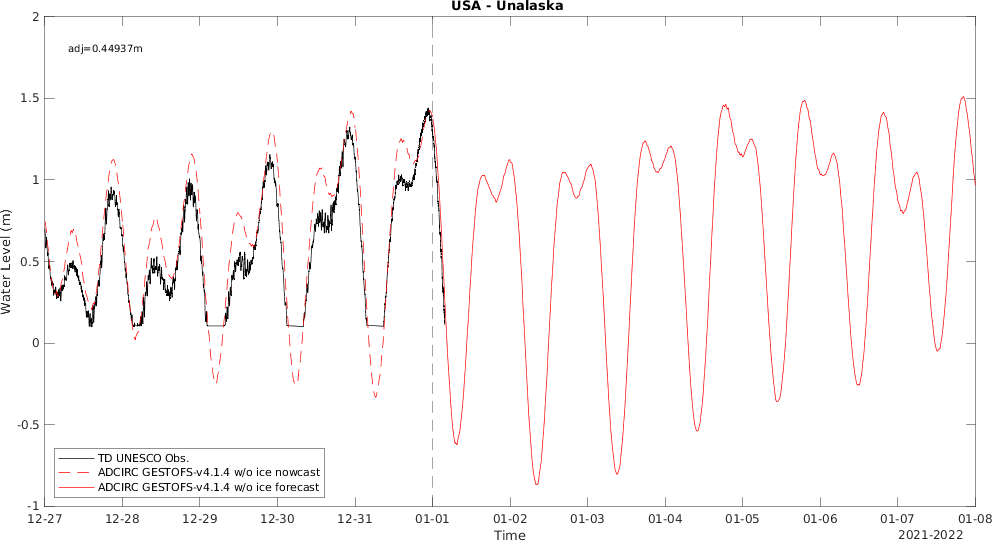 USA - Unalaska
adj=0.44937m
Water Level (m)
2
1.5
1
0.5
0
-0.5
-1
TD UNESCO Obs.
ADCIRC GESTOFS-v4.1.4 w/o ice nowcast
ADCIRC GESTOFS-v4.1.4 w/o ice forecast
12-27 12-28 12-29 12-30 12-31 01-01 01-02 01-03 01-04 01-05 01-06 01-07 01-08
Time
2021-2022